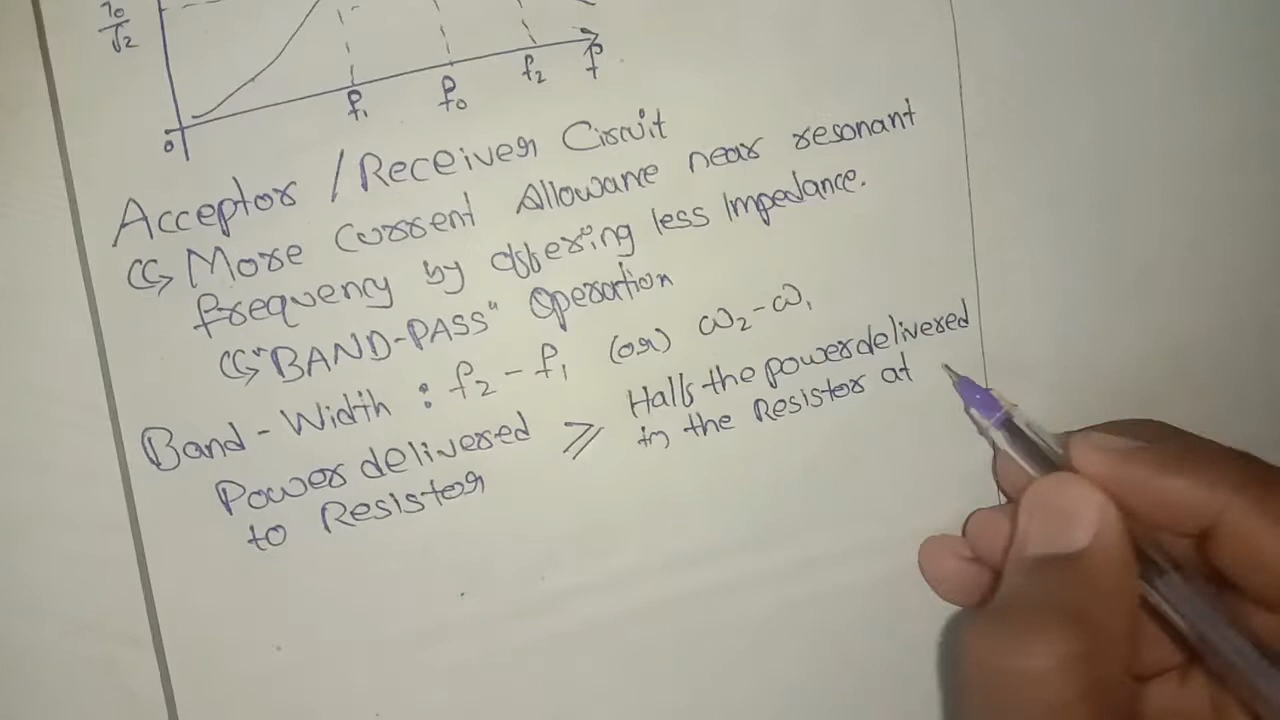 I0/√2
0 f1 f0 f2 f
Acceptor / Receiver Circuit
↳ More Current Allowance near resonant
frequency by offering less Impedance.
↳ "BAND-PASS" Operation
Band-Width : f2 - f1 (or) ω2 - ω1
Power delivered ≥ Half the power delivered
to Resistor
to the Resistor at